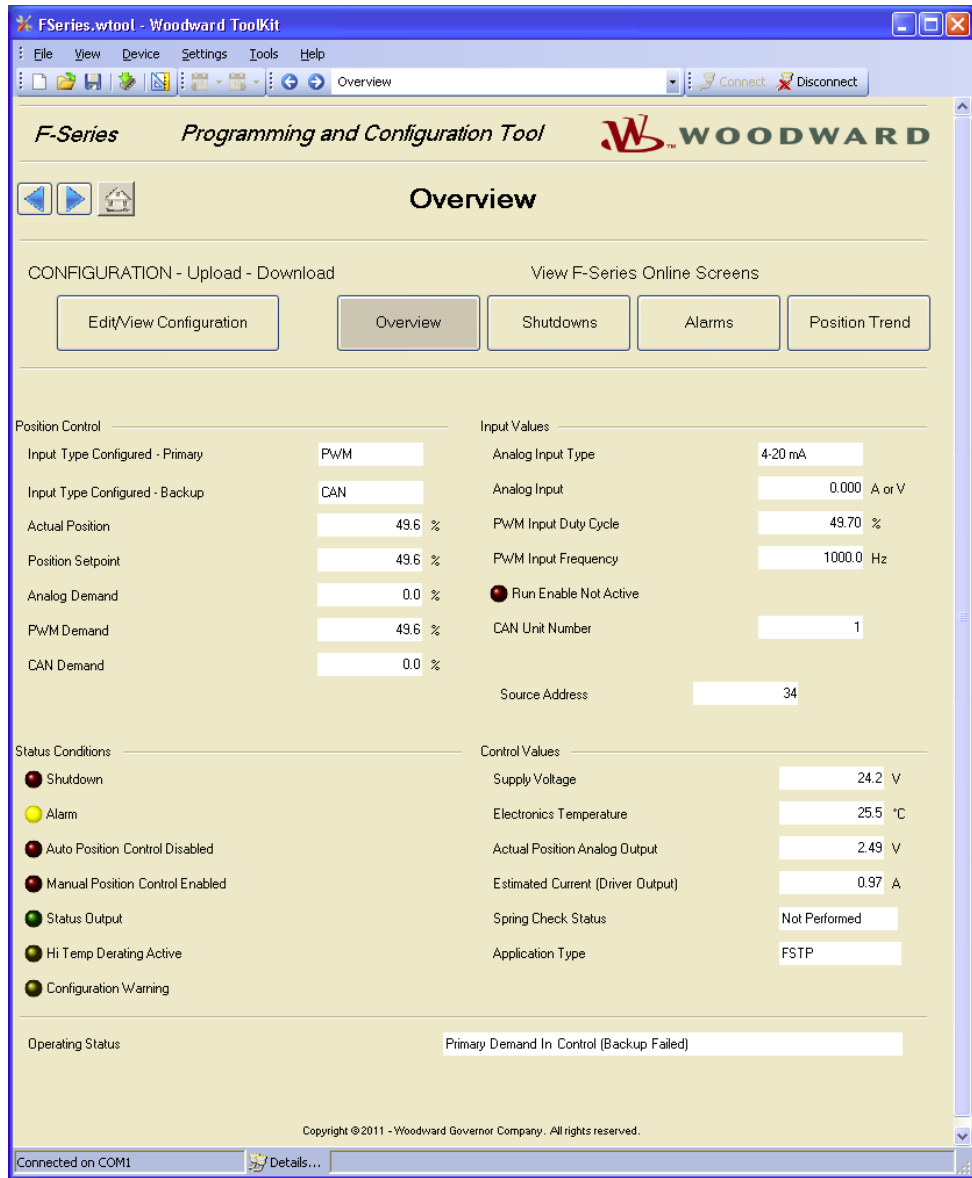 FSeries.wtool - Woodward ToolKit
File View Device Settings Tools Help
Overview Connect Disconnect
F-Series Programming and Configuration Tool WOODWARD
Overview
CONFIGURATION - Upload - Download View F-Series Online Screens
Edit/View Configuration Overview Shutdowns Alarms Position Trend
Position Control
Input Type Configured - Primary PWM
Input Type Configured - Backup CAN
Actual Position 49.6 %
Position Setpoint 49.6 %
Analog Demand 0.0 %
PWM Demand 49.6 %
CAN Demand 0.0 %
Input Values
Analog Input Type 4-20 mA
Analog Input 0.000 A or V
PWM Input Duty Cycle 49.70 %
PWM Input Frequency 1000.0 Hz
Run Enable Not Active
CAN Unit Number 1
Source Address 34
Status Conditions
Shutdown
Alarm
Auto Position Control Disabled
Manual Position Control Enabled
Status Output
Hi Temp Derating Active
Configuration Warning
Control Values
Supply Voltage 24.2 V
Electronics Temperature 25.5 °C
Actual Position Analog Output 2.49 V
Estimated Current (Driver Output) 0.97 A
Spring Check Status Not Performed
Application Type FSTP
Operating Status Primary Demand In Control (Backup Failed)
Copyright © 2011 - Woodward Governor Company. All rights reserved.
Connected on COM1 Details...